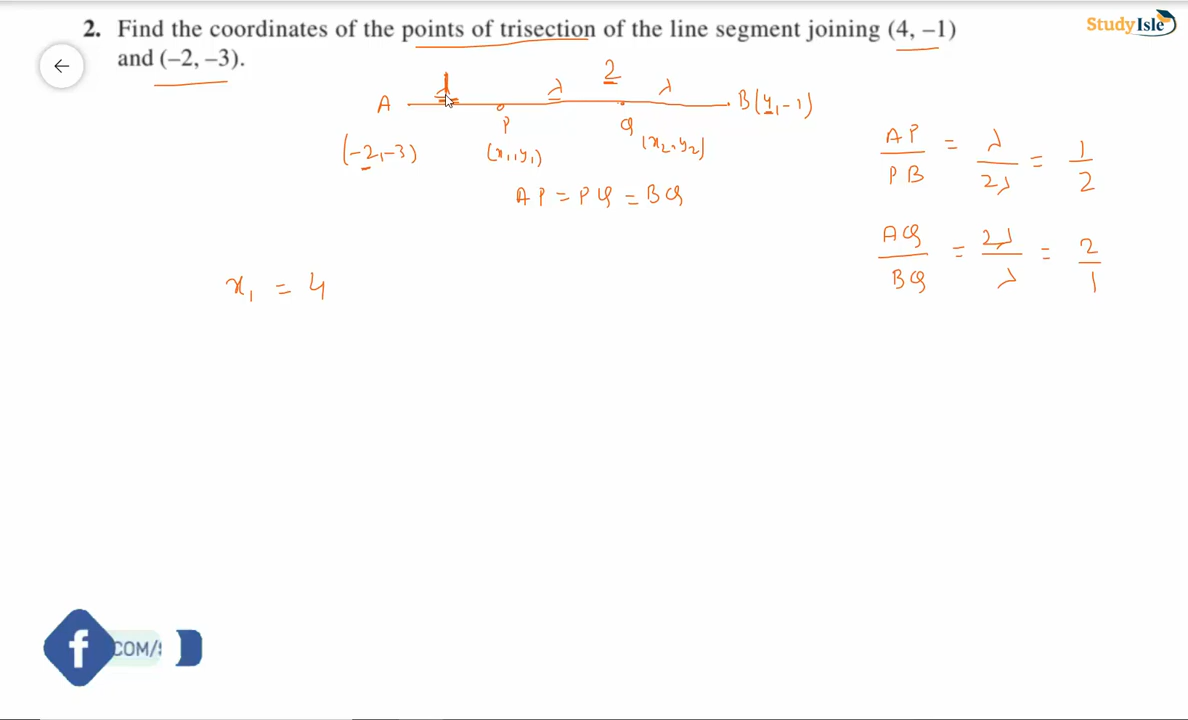 2. Find the coordinates of the points of trisection of the line segment joining (4, –1)
and (–2, –3).
StudyIsle
1 λ 2 λ
A P Q B(4,-1)
(-2,-3) (x₁,y₁) (x₂,y₂)
AP = PQ = BQ
AP/PB = λ/2λ = 1/2
AQ/BQ = 2λ/λ = 2/1
x₁ = 4
f COM/